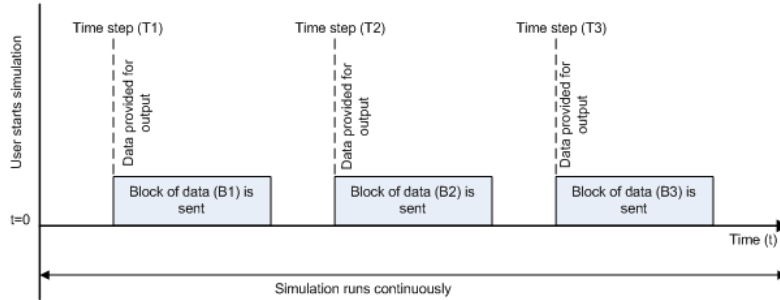 Time step (T1)
Time step (T2)
Time step (T3)
User starts simulation
Data provided for
output
Data provided for
output
Data provided for
output
Block of data (B1) is
sent
Block of data (B2) is
sent
Block of data (B3) is
sent
t=0
Time (t)
Simulation runs continuously